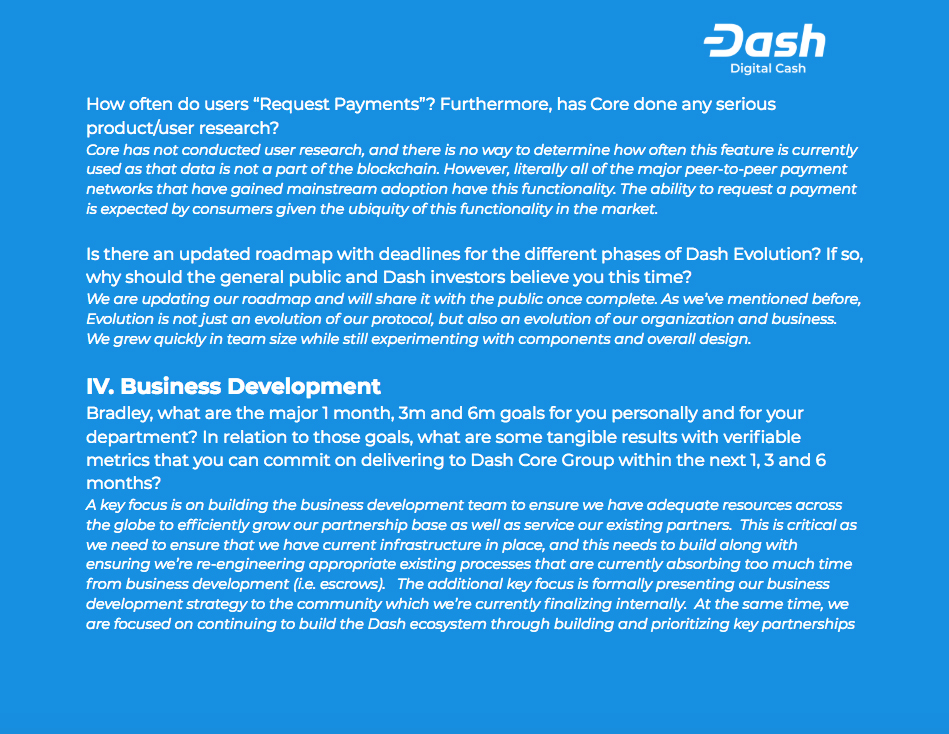 Dash
Digital Cash
How often do users “Request Payments”? Furthermore, has Core done any serious
product/user research?
Core has not conducted user research, and there is no way to determine how often this feature is currently
used as that data is not a part of the blockchain. However, literally all of the major peer-to-peer payment
networks that have gained mainstream adoption have this functionality. The ability to request a payment
is expected by consumers given the ubiquity of this functionality in the market.
Is there an updated roadmap with deadlines for the different phases of Dash Evolution? If so,
why should the general public and Dash investors believe you this time?
We are updating our roadmap and will share it with the public once complete. As we’ve mentioned before,
Evolution is not just an evolution of our protocol, but also an evolution of our organization and business.
We grew quickly in team size while still experimenting with components and overall design.
IV. Business Development
Bradley, what are the major 1 month, 3m and 6m goals for you personally and for your
department? In relation to those goals, what are some tangible results with verifiable
metrics that you can commit on delivering to Dash Core Group within the next 1, 3 and 6
months?
A key focus is on building the business development team to ensure we have adequate resources across
the globe to efficiently grow our partnership base as well as service our existing partners.  This is critical as
we need to ensure that we have current infrastructure in place, and this needs to build along with
ensuring we’re re-engineering appropriate existing processes that are currently absorbing too much time
from business development (i.e. escrows).   The additional key focus is formally presenting our business
development strategy to the community which we’re currently finalizing internally.  At the same time, we
are focused on continuing to build the Dash ecosystem through building and prioritizing key partnerships